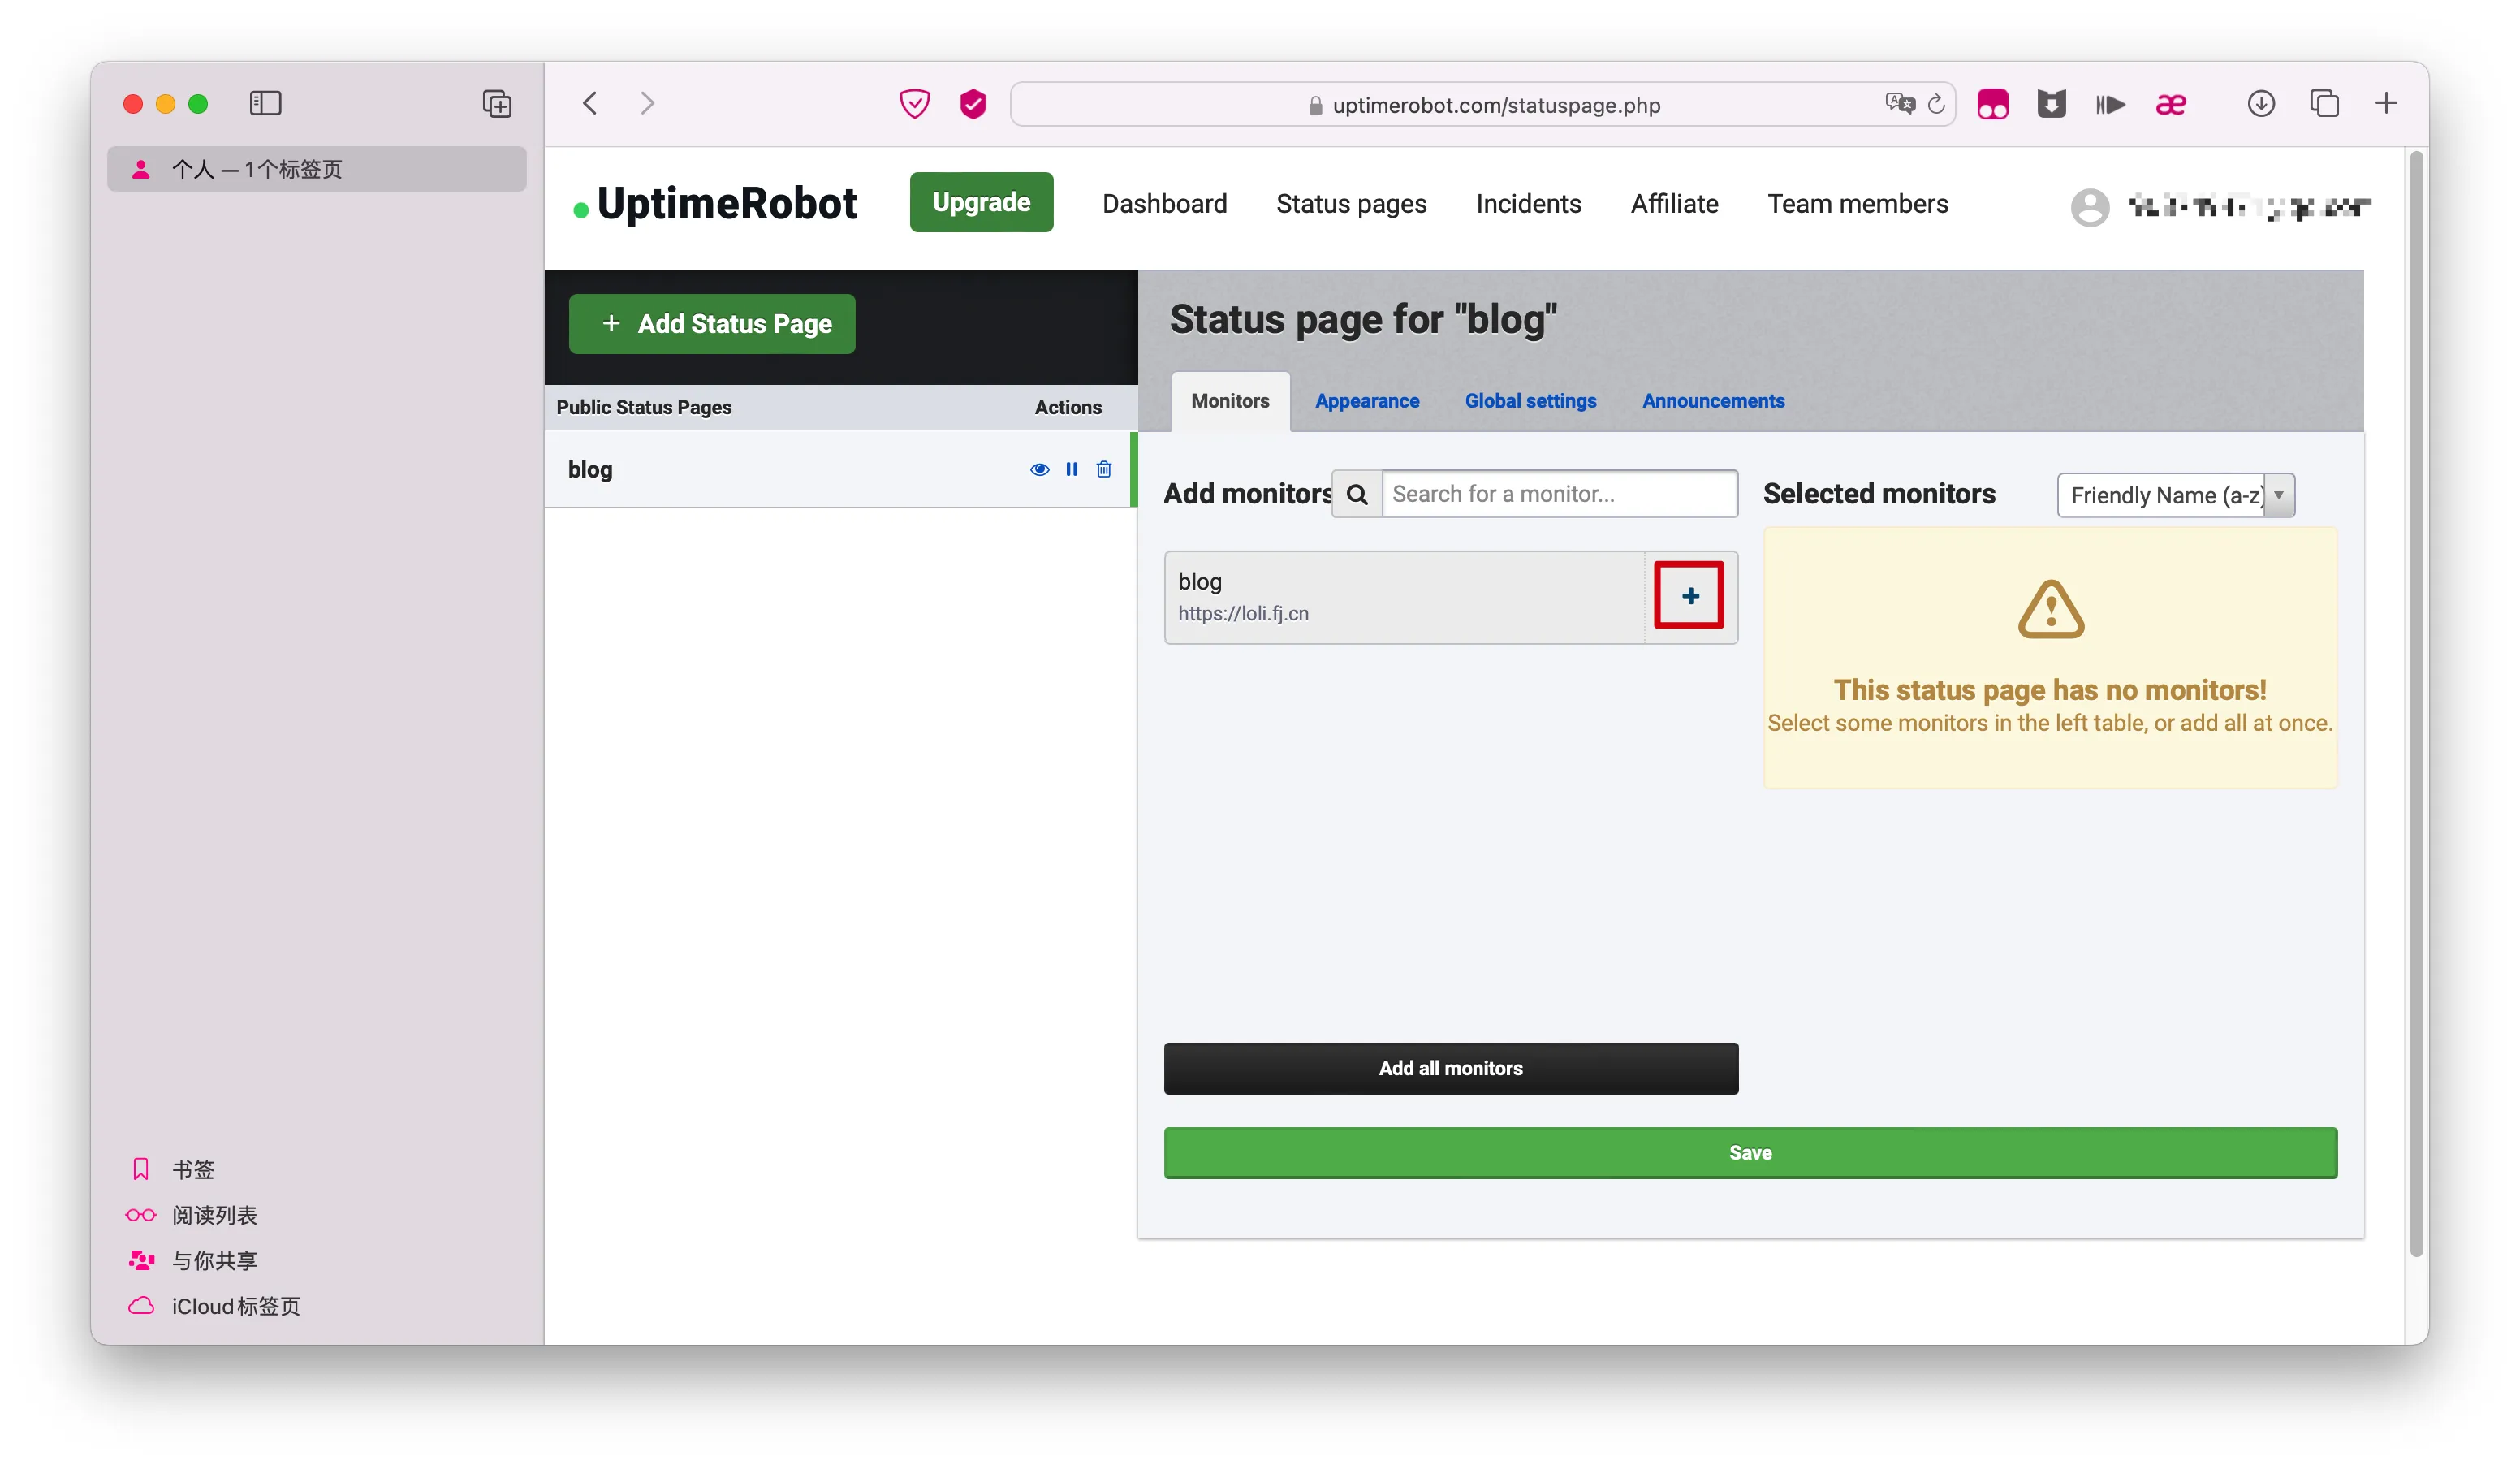 uptimerobot.com/statuspage.php
个人 — 1个标签页
UptimeRobot
Upgrade
Dashboard
Status pages
Incidents
Affiliate
Team members
+ Add Status Page
Public Status Pages
Actions
blog
Status page for "blog"
Monitors
Appearance
Global settings
Announcements
Add monitors
Search for a monitor...
blog
https://loli.fj.cn
Selected monitors
Friendly Name (a-z)
This status page has no monitors!
Select some monitors in the left table, or add all at once.
Add all monitors
Save
书签
阅读列表
与你共享
iCloud标签页